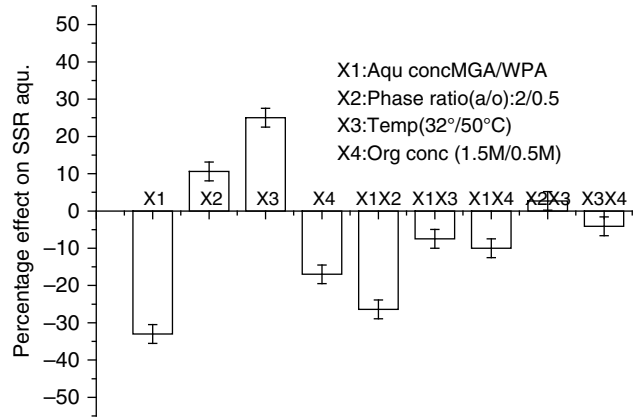 50
40
30
20
10
0
−10
−20
−30
−40
−50
Percentage effect on SSR aqu.
X1:Aqu concMGA/WPA
X2:Phase ratio(a/o):2/0.5
X3:Temp(32°/50°C)
X4:Org conc (1.5M/0.5M)
X1 X2 X3 X4 X1X2 X1X3 X1X4 X2X3 X3X4